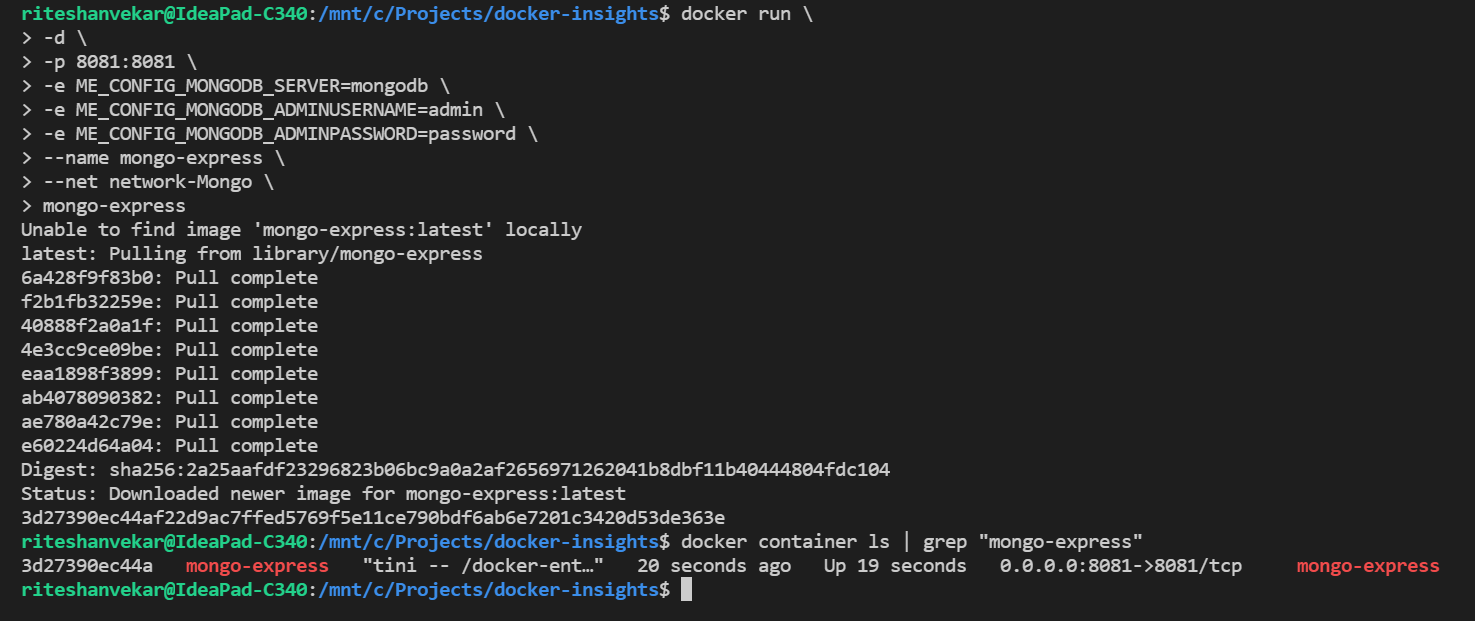 riteshanvekar@IdeaPad-C340:/mnt/c/Projects/docker-insights$ docker run \
> -d \
> -p 8081:8081 \
> -e ME_CONFIG_MONGODB_SERVER=mongodb \
> -e ME_CONFIG_MONGODB_ADMINUSERNAME=admin \
> -e ME_CONFIG_MONGODB_ADMINPASSWORD=password \
> --name mongo-express \
> --net network-Mongo \
> mongo-express
Unable to find image 'mongo-express:latest' locally
latest: Pulling from library/mongo-express
6a428f9f83b0: Pull complete
f2b1fb32259e: Pull complete
40888f2a0a1f: Pull complete
4e3cc9ce09be: Pull complete
eaa1898f3899: Pull complete
ab4078090382: Pull complete
ae780a42c79e: Pull complete
e60224d64a04: Pull complete
Digest: sha256:2a25aafdf23296823b06bc9a0a2af2656971262041b8dbf11b40444804fdc104
Status: Downloaded newer image for mongo-express:latest
3d27390ec44af22d9ac7ffed5769f5e11ce790bdf6ab6e7201c3420d53de363e
riteshanvekar@IdeaPad-C340:/mnt/c/Projects/docker-insights$ docker container ls | grep "mongo-express"
3d27390ec44a   mongo-express   "tini -- /docker-ent…"   20 seconds ago   Up 19 seconds   0.0.0.0:8081->8081/tcp     mongo-express
riteshanvekar@IdeaPad-C340:/mnt/c/Projects/docker-insights$